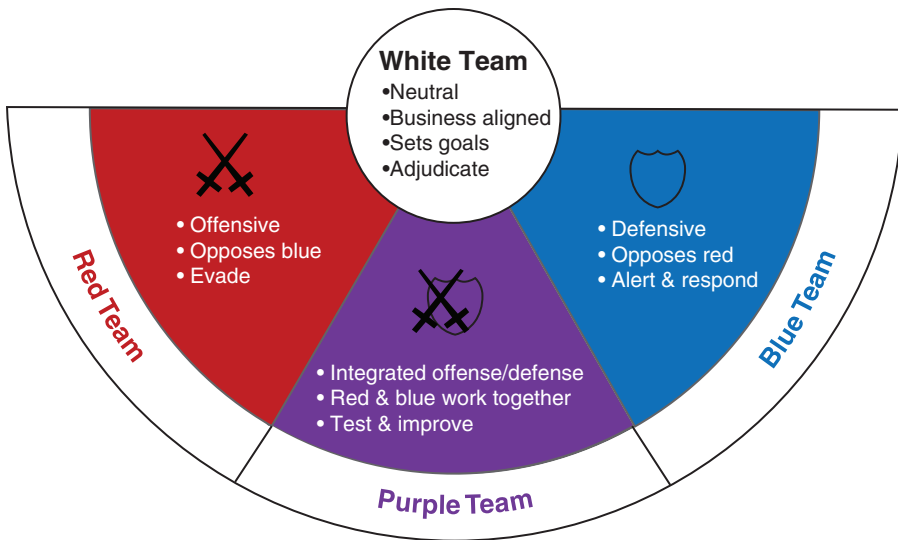 White Team
•Neutral
•Business aligned
•Sets goals
•Adjudicate
• Offensive
• Opposes blue
• Evade
Red Team
• Integrated offense/defense
• Red & blue work together
• Test & improve
Purple Team
• Defensive
• Opposes red
• Alert & respond
Blue Team